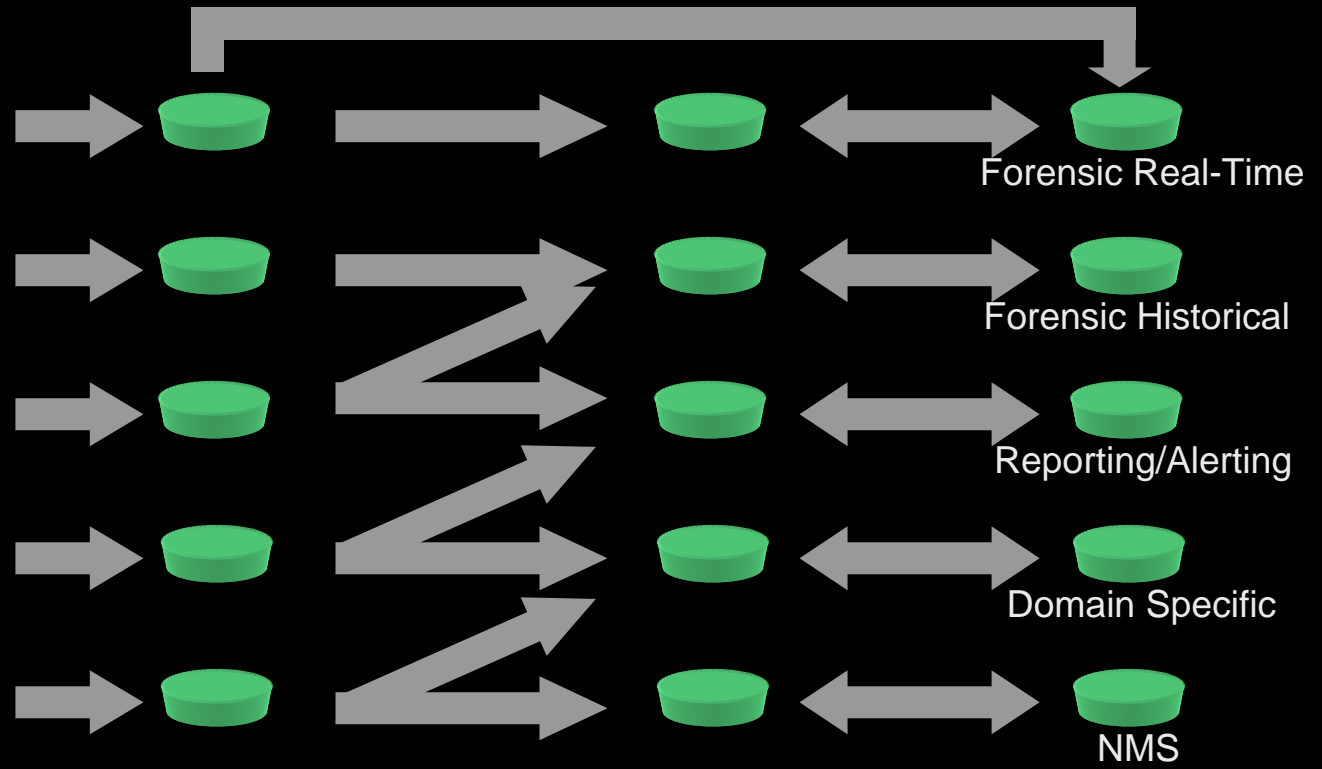 Forensic Real-Time
Forensic Historical
Reporting/Alerting
Domain Specific
NMS